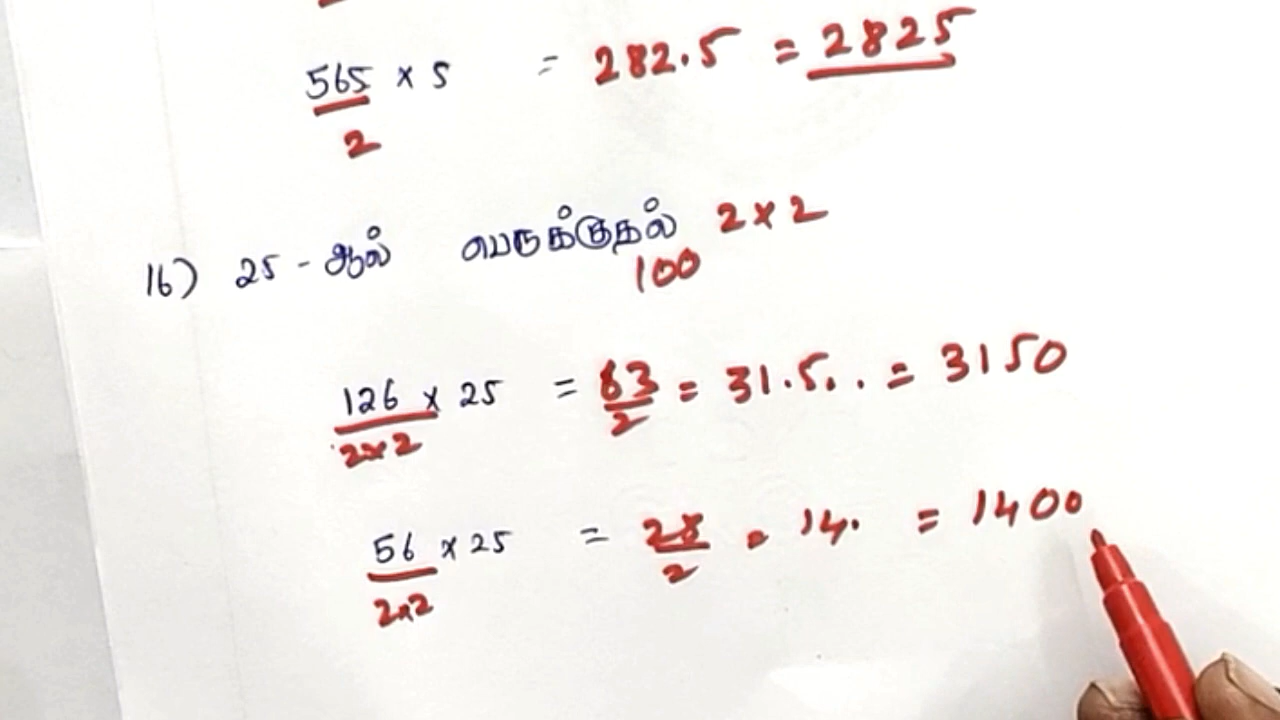 565 × 5 = 282.5 = 2825
2
16) 25 - ஆல் பெருக்குதல் 2 × 2
100
126 × 25 = 63 = 31.5.. = 3150
2×2 2
56 × 25 = 28 = 14. = 1400
2×2 2